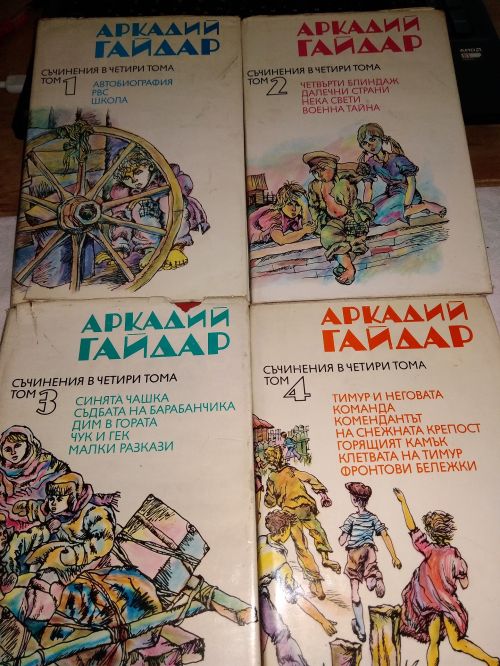 АРКАДИЙ
ГАЙДАР
СЪЧИНЕНИЯ В ЧЕТИРИ ТОМА
ТОМ 1
АВТОБИОГРАФИЯ
РВС
ШКОЛА
АРКАДИЙ
ГАЙДАР
СЪЧИНЕНИЯ В ЧЕТИРИ ТОМА
ТОМ 2
ЧЕТВЪРТИ БЛИНДАЖ
ДАЛЕЧНИ СТРАНИ
НЕКА СВЕТИ
ВОЕННА ТАЙНА
АРКАДИЙ
ГАЙДАР
СЪЧИНЕНИЯ В ЧЕТИРИ ТОМА
ТОМ 3
СИНЯТА ЧАШКА
СЪДБАТА НА БАРАБАНЧИКА
ДИМ В ГОРАТА
ЧУК И ГЕК
МАЛКИ РАЗКАЗИ
АРКАДИЙ
ГАЙДАР
СЪЧИНЕНИЯ В ЧЕТИРИ ТОМА
ТОМ 4
ТИМУР И НЕГОВАТА
КОМАНДА
КОМЕНДАНТЪТ
НА СНЕЖНАТА КРЕПОСТ
ГОРЯЩИЯТ КАМЪК
КЛЕТВАТА НА ТИМУР
ФРОНТОВИ БЕЛЕЖКИ